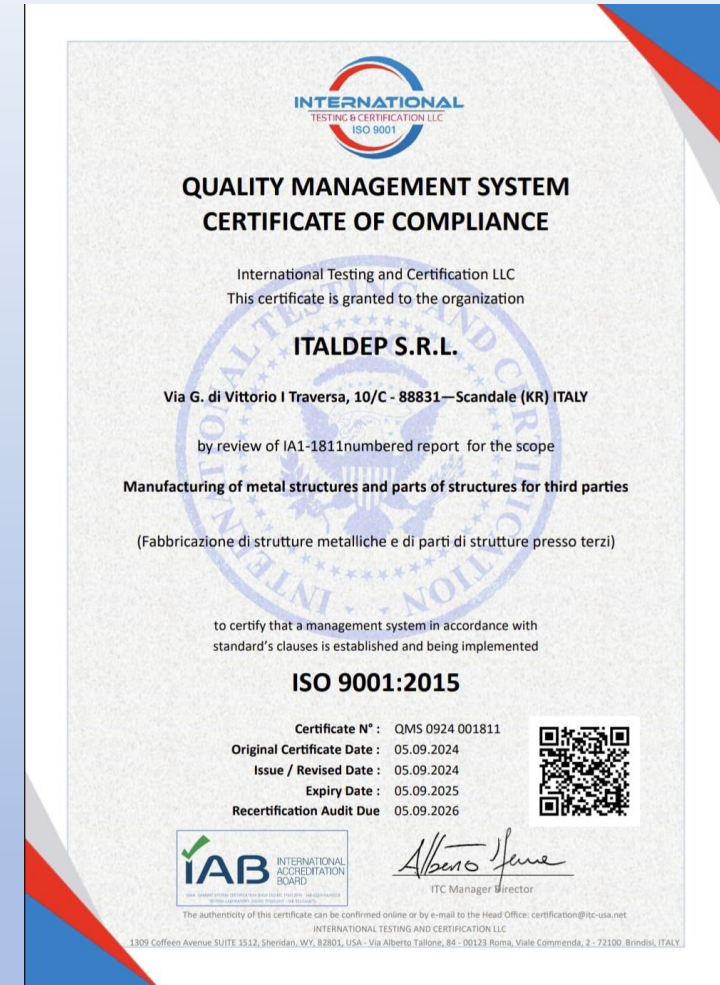 INTERNATIONAL
TESTING & CERTIFICATION LLC
ISO 9001
QUALITY MANAGEMENT SYSTEM
CERTIFICATE OF COMPLIANCE
International Testing and Certification LLC
This certificate is granted to the organization
ITALDEP S.R.L.
Via G. di Vittorio I Traversa, 10/C - 88831—Scandale (KR) ITALY
by review of IA1-1811numbered report for the scope
Manufacturing of metal structures and parts of structures for third parties
(Fabbricazione di strutture metalliche e di parti di strutture presso terzi)
to certify that a management system in accordance with
standard's clauses is established and being implemented
ISO 9001:2015
Certificate N° : QMS 0924 001811
Original Certificate Date : 05.09.2024
Issue / Revised Date : 05.09.2024
Expiry Date : 05.09.2025
Recertification Audit Due 05.09.2026
IAB INTERNATIONAL
ACCREDITATION
BOARD
ITC Manager Director
The authenticity of this certificate can be confirmed online or by e-mail to the Head Office: certification@itc-usa.net
INTERNATIONAL TESTING AND CERTIFICATION LLC
1309 Coffeen Avenue SUITE 1512, Sheridan, WY, 82801, USA - Via Alberto Tallone, 84 - 00123 Roma, Viale Commenda, 2 - 72100 Brindisi, ITALY
INTERNATIONAL TESTING AND CERTIFICATION